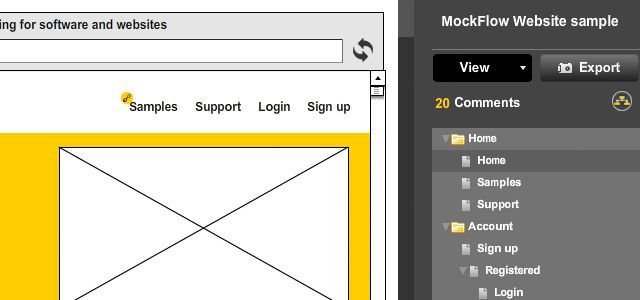 ing for software and websites
Samples Support Login Sign up
MockFlow Website sample
View Export
20 Comments
Home
Home
Samples
Support
Account
Sign up
Registered
Login